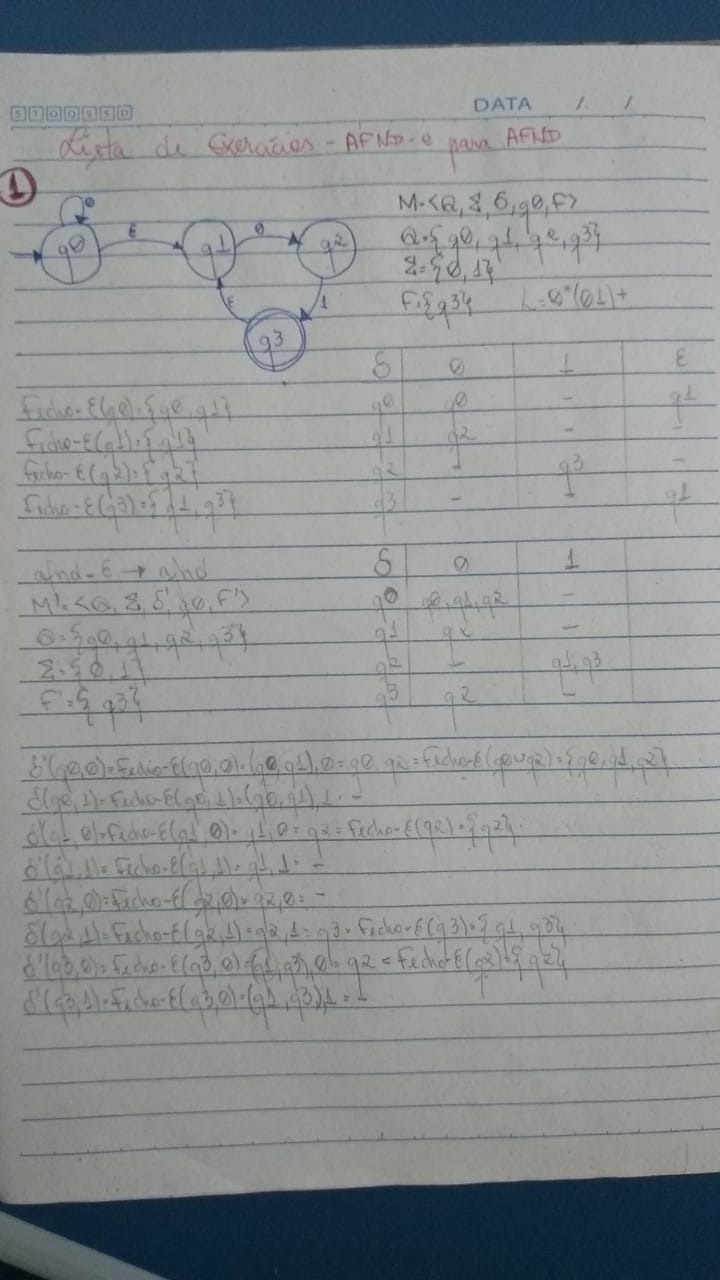 STQQSSD
DATA / /
Lista de Exercícios - AFND-e para AFND
1
0
q0 ε q1 0 q2
ε 1
q3
M=<Q, Σ, δ, q0, F>
Q={q0, q1, q2, q3}
Σ={0,1}
F={q3} L=0*(01)+
δ 0 1 ε
Fecho-ε(q0)={q0,q1} q0 q0 - q1
Fecho-ε(q1)={q1} q1 q2 - -
Fecho-ε(q2)={q2} q2 - q3 -
Fecho-ε(q3)={q1,q3} q3 - - q1
afnd-ε → afnd δ 0 1
M'=<Q, Σ, δ', q0, F'> q0 q0,q1,q2 -
Q={q0, q1, q2, q3} q1 q2 -
Σ={0,1} q2 - q1,q3
F'={q3} q3 q2 -
δ'(q0,0)=Fecho-ε(q0,0)=(q0,q1),0=q0,q2=Fecho-ε(q0∪q2)={q0,q1,q2}
δ'(q0,1)=Fecho-ε(q0,1)=(q0,q1),1=-
δ'(q1,0)=Fecho-ε(q1,0)=q1,0=q2=Fecho-ε(q2)={q2}
δ'(q1,1)=Fecho-ε(q1,1)=q1,1=-
δ'(q2,0)=Fecho-ε(q2,0)=q2,0=-
δ(q2,1)=Fecho-ε(q2,1)=q2,1=q3=Fecho-ε(q3)={q1,q3}
δ'(q3,0)=Fecho-ε(q3,0)=(q1,q3),0=q2=Fecho-ε(q2)={q2}
δ'(q3,1)=Fecho-ε(q3,0)=(q1,q3),1=-